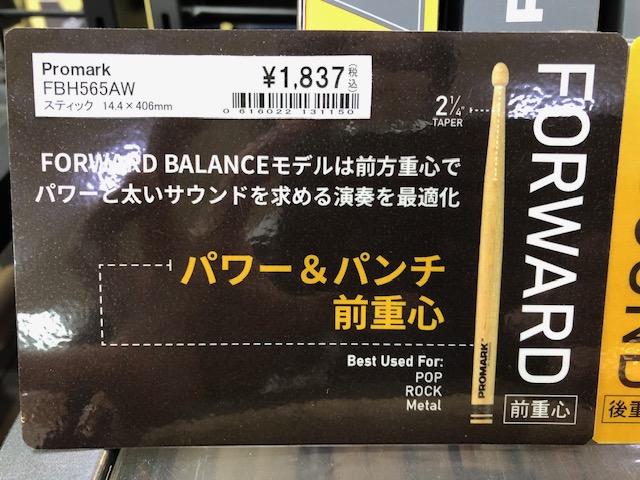 Promark
FBH565AW
スティック 14.4×406mm
¥1,837(税込)
0 616022 131150
2¼"
TAPER
FORWARD BALANCEモデルは前方重心で
パワーと太いサウンドを求める演奏を最適化
パワー＆パンチ
前重心
Best Used For:
POP
ROCK
Metal
PROMARK
FORWARD
前重心
後重